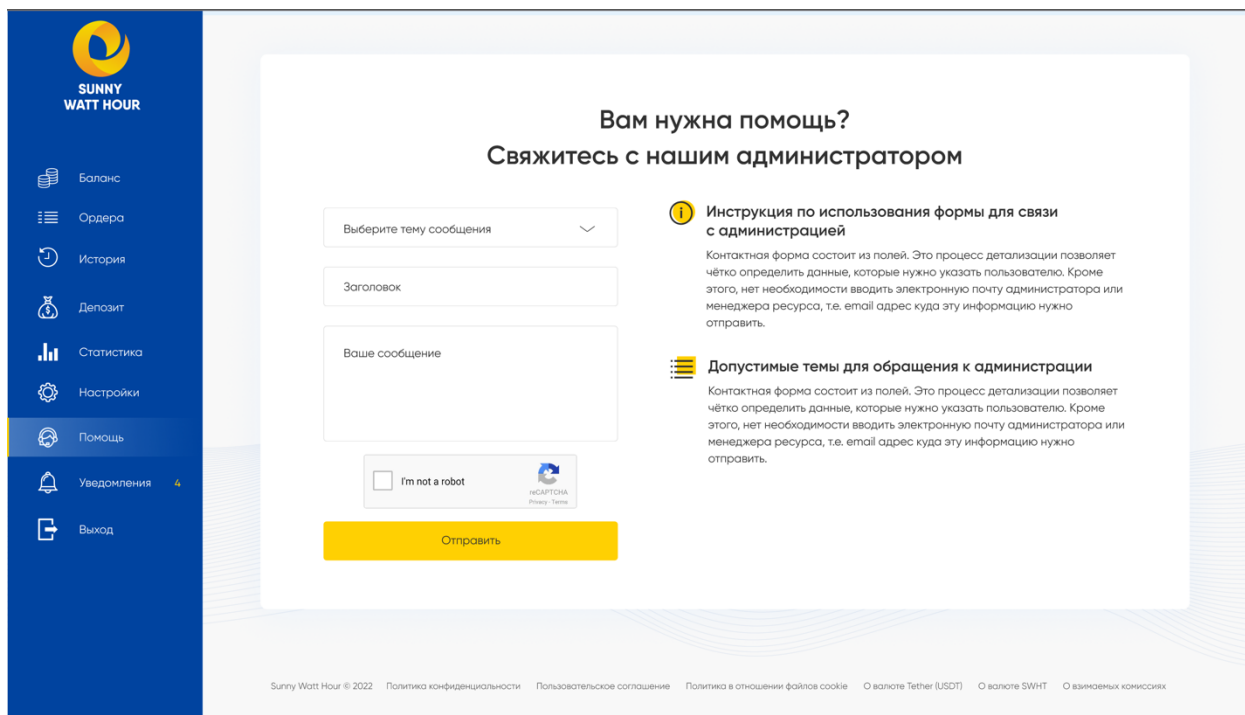 SUNNY
WATT HOUR
Баланс
Ордера
История
Депозит
Статистика
Настройки
Помощь
Уведомления 4
Выход
Вам нужна помощь?
Свяжитесь с нашим администратором
Выберите тему сообщения
Заголовок
Ваше сообщение
I'm not a robot
reCAPTCHA
Privacy - Terms
Отправить
Инструкция по использования формы для связи
с администрацией
Контактная форма состоит из полей. Это процесс детализации позволяет
чётко определить данные, которые нужно указать пользователю. Кроме
этого, нет необходимости вводить электронную почту администратора или
менеджера ресурса, т.е. email адрес куда эту информацию нужно
отправить.
Допустимые темы для обращения к администрации
Контактная форма состоит из полей. Это процесс детализации позволяет
чётко определить данные, которые нужно указать пользователю. Кроме
этого, нет необходимости вводить электронную почту администратора или
менеджера ресурса, т.е. email адрес куда эту информацию нужно
отправить.
Sunny Watt Hour © 2022 Политика конфиденциальности Пользовательское соглашение Политика в отношении файлов cookie О валюте Tether (USDT) О валюте SWHT О взимаемых комиссиях